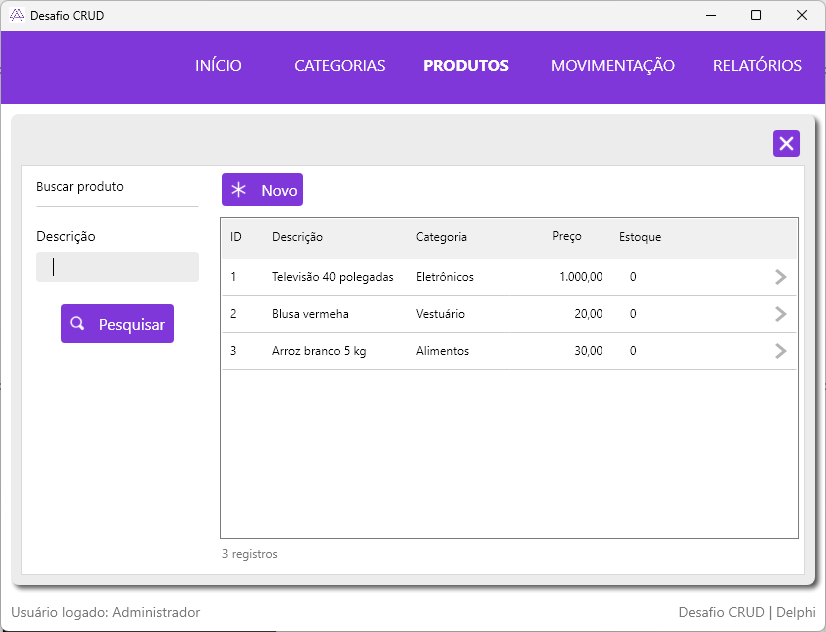 Desafio CRUD
INÍCIO CATEGORIAS PRODUTOS MOVIMENTAÇÃO RELATÓRIOS
Buscar produto
Descrição
Pesquisar
Novo
ID Descrição Categoria Preço Estoque
1 Televisão 40 polegadas Eletrônicos 1.000,00 0
2 Blusa vermeha Vestuário 20,00 0
3 Arroz branco 5 kg Alimentos 30,00 0
3 registros
Usuário logado: Administrador
Desafio CRUD | Delphi